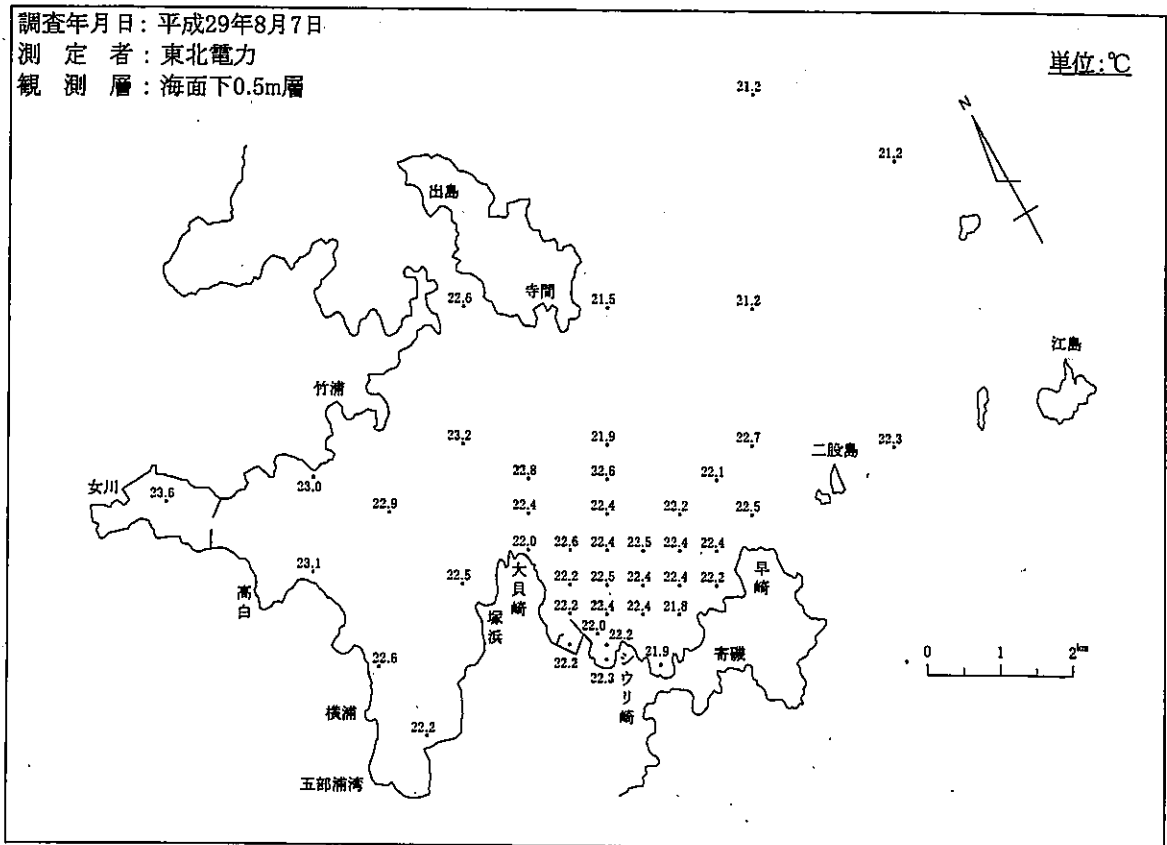 調査年月日：平成29年8月7日
測 定 者：東北電力
観 測 層：海面下0.5m層
単位：℃
21.2
N
21.2
出島
22.6
寺間
21.5
21.2
江島
竹浦
23.2
21.9
22.7
22.3
二股島
22.8
22.6
22.1
女川
23.6
23.0
22.9
22.4
22.4
22.2
22.5
22.0
22.6
22.4
22.5
22.4
22.4
23.1
22.5
大貝崎
22.2
22.5
22.4
22.4
22.2
早崎
高白
塚浜
22.2
22.4
22.4
21.8
22.0
22.2
22.6
22.2
22.3
シウリ崎
21.9
寄磯
0 1 2km
横浦
22.2
五部浦湾